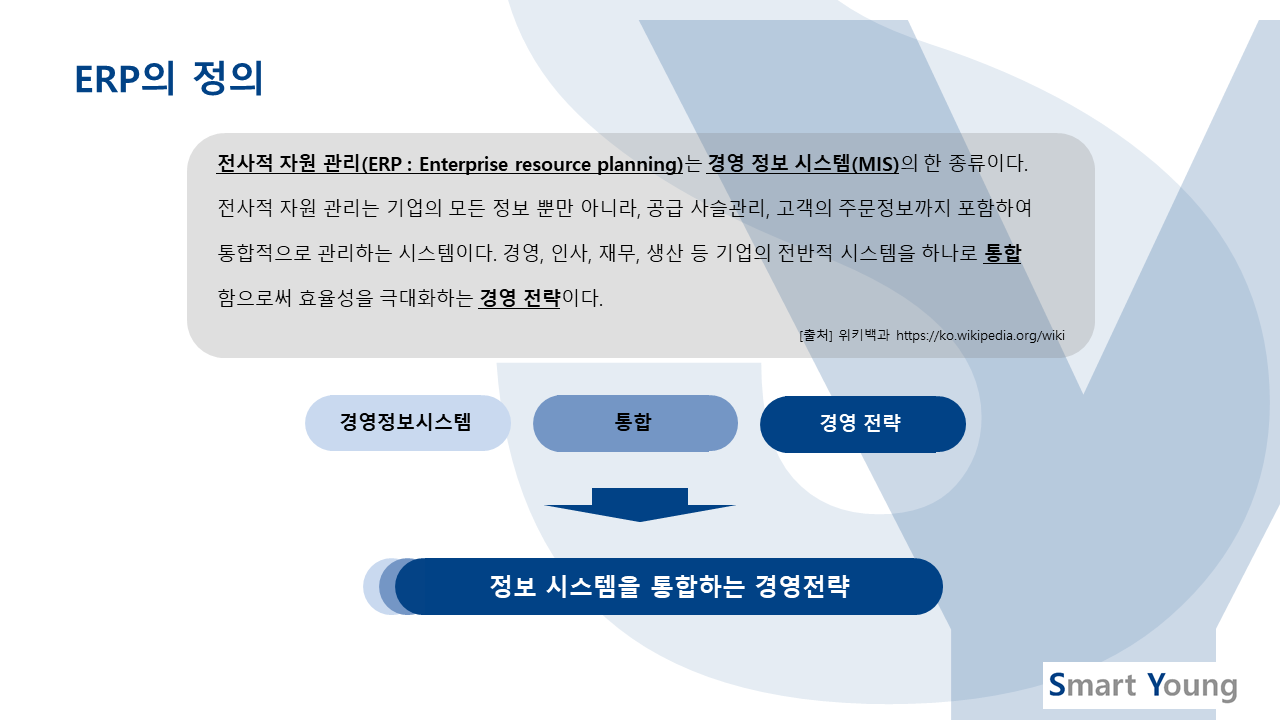 ERP의 정의
전사적 자원 관리(ERP : Enterprise resource planning)는 경영 정보 시스템(MIS)의 한 종류이다.
전사적 자원 관리는 기업의 모든 정보 뿐만 아니라, 공급 사슬관리, 고객의 주문정보까지 포함하여
통합적으로 관리하는 시스템이다. 경영, 인사, 재무, 생산 등 기업의 전반적 시스템을 하나로 통합
함으로써 효율성을 극대화하는 경영 전략이다.
[출처] 위키백과 https://ko.wikipedia.org/wiki
경영정보시스템
통합
경영 전략
정보 시스템을 통합하는 경영전략
Smart Young